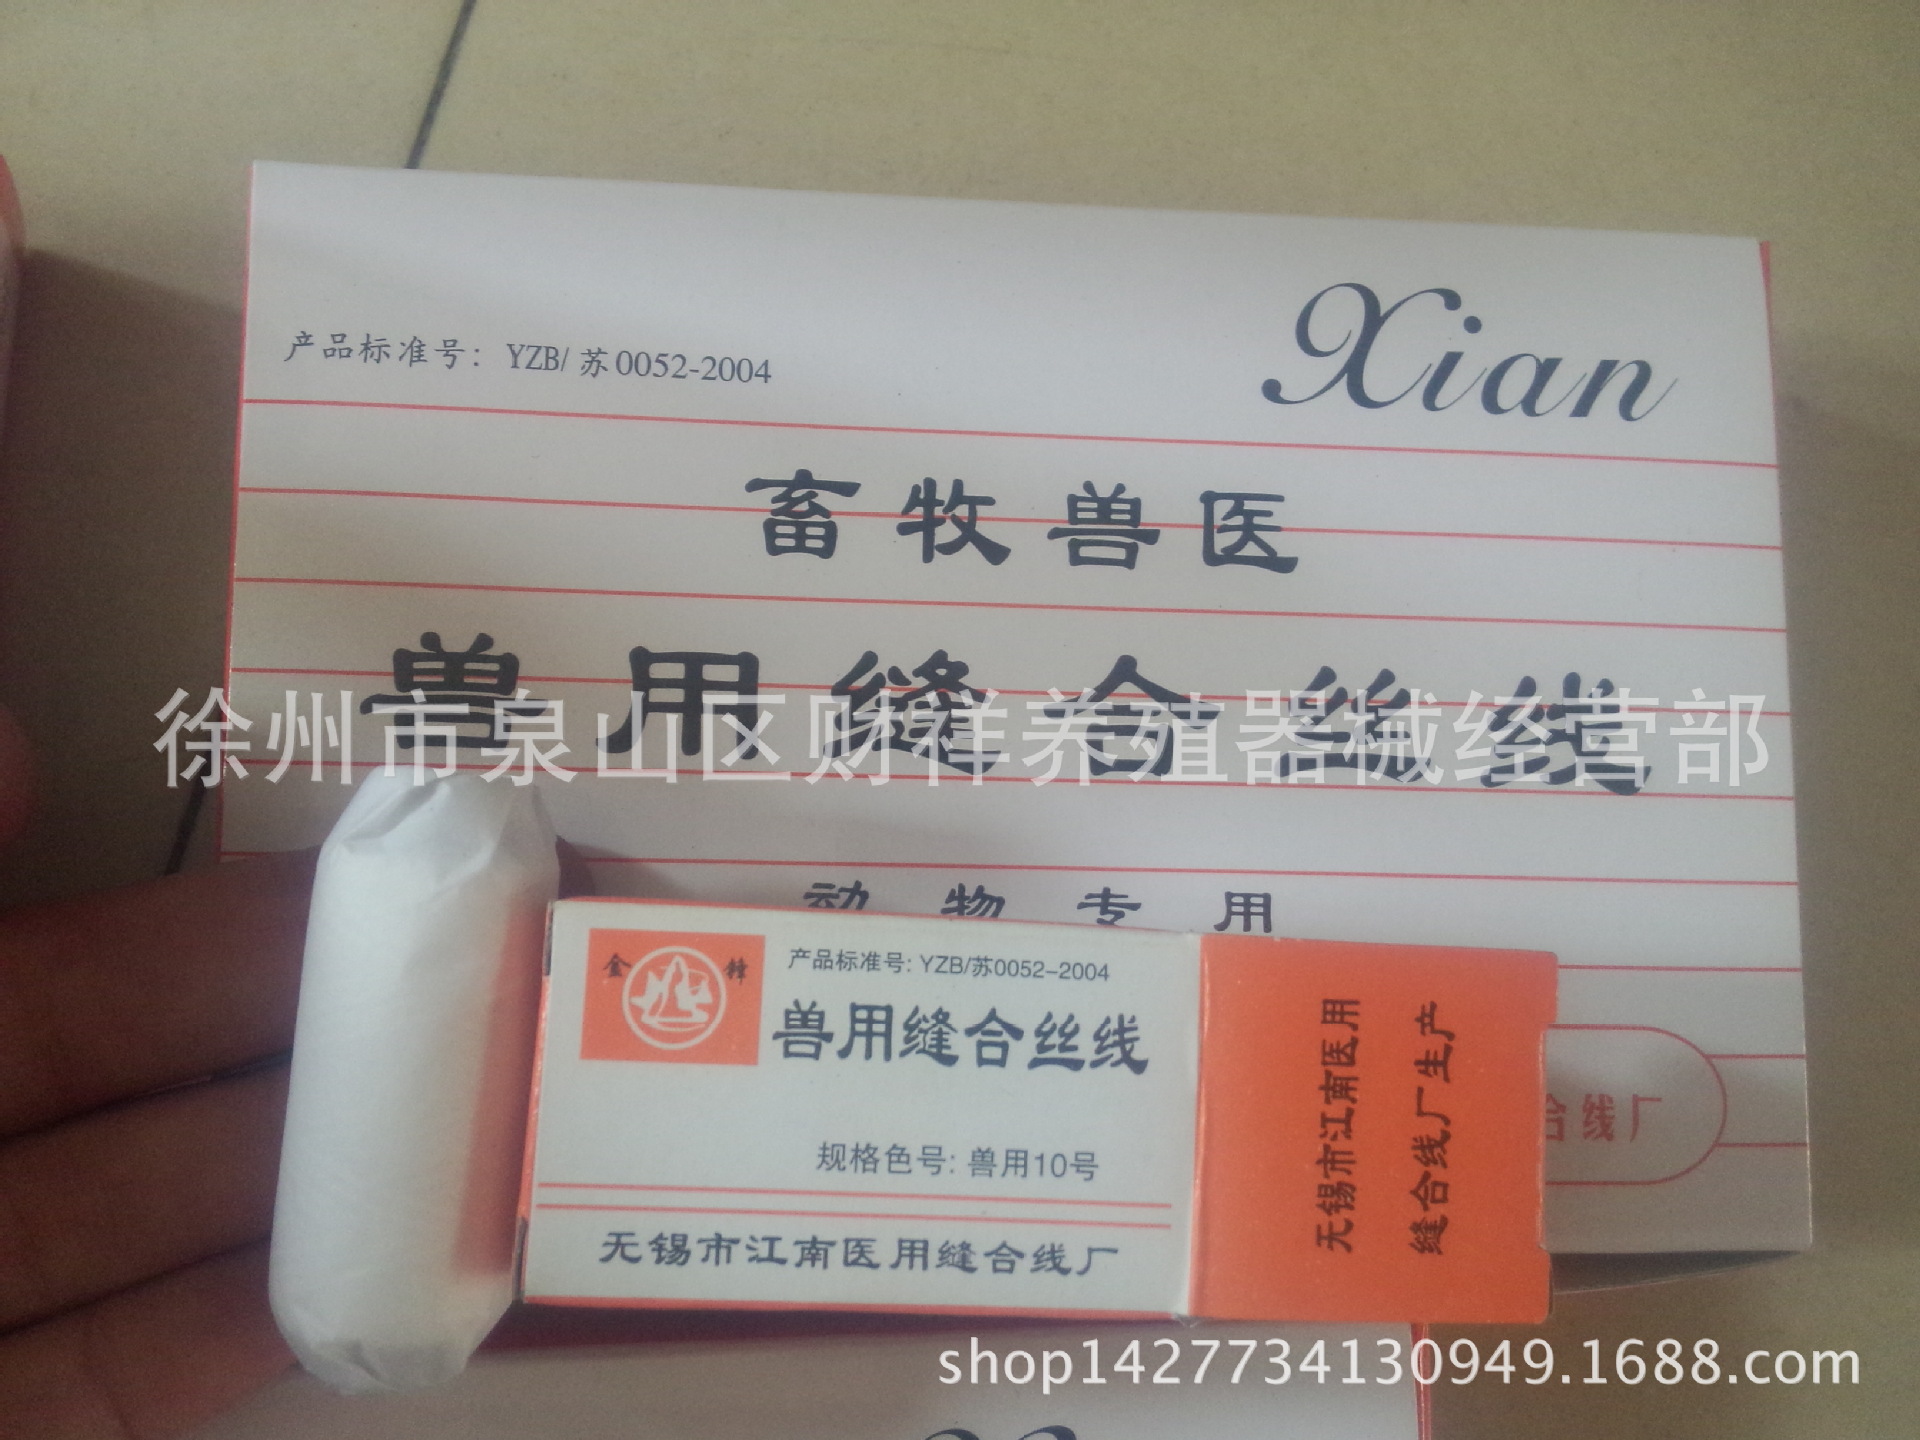 Xian
产品标准号：YZB/苏0052-2004
畜牧兽医
兽用缝合丝线
徐州市泉山区财祥养殖器械经营部
动物专用
金锋
产品标准号: YZB/苏0052-2004
兽用缝合丝线
规格色号: 兽用10号
无锡市江南医用缝合线厂
无锡市江南医用
缝合线厂生产
合线厂
shop1427734130949.1688.com